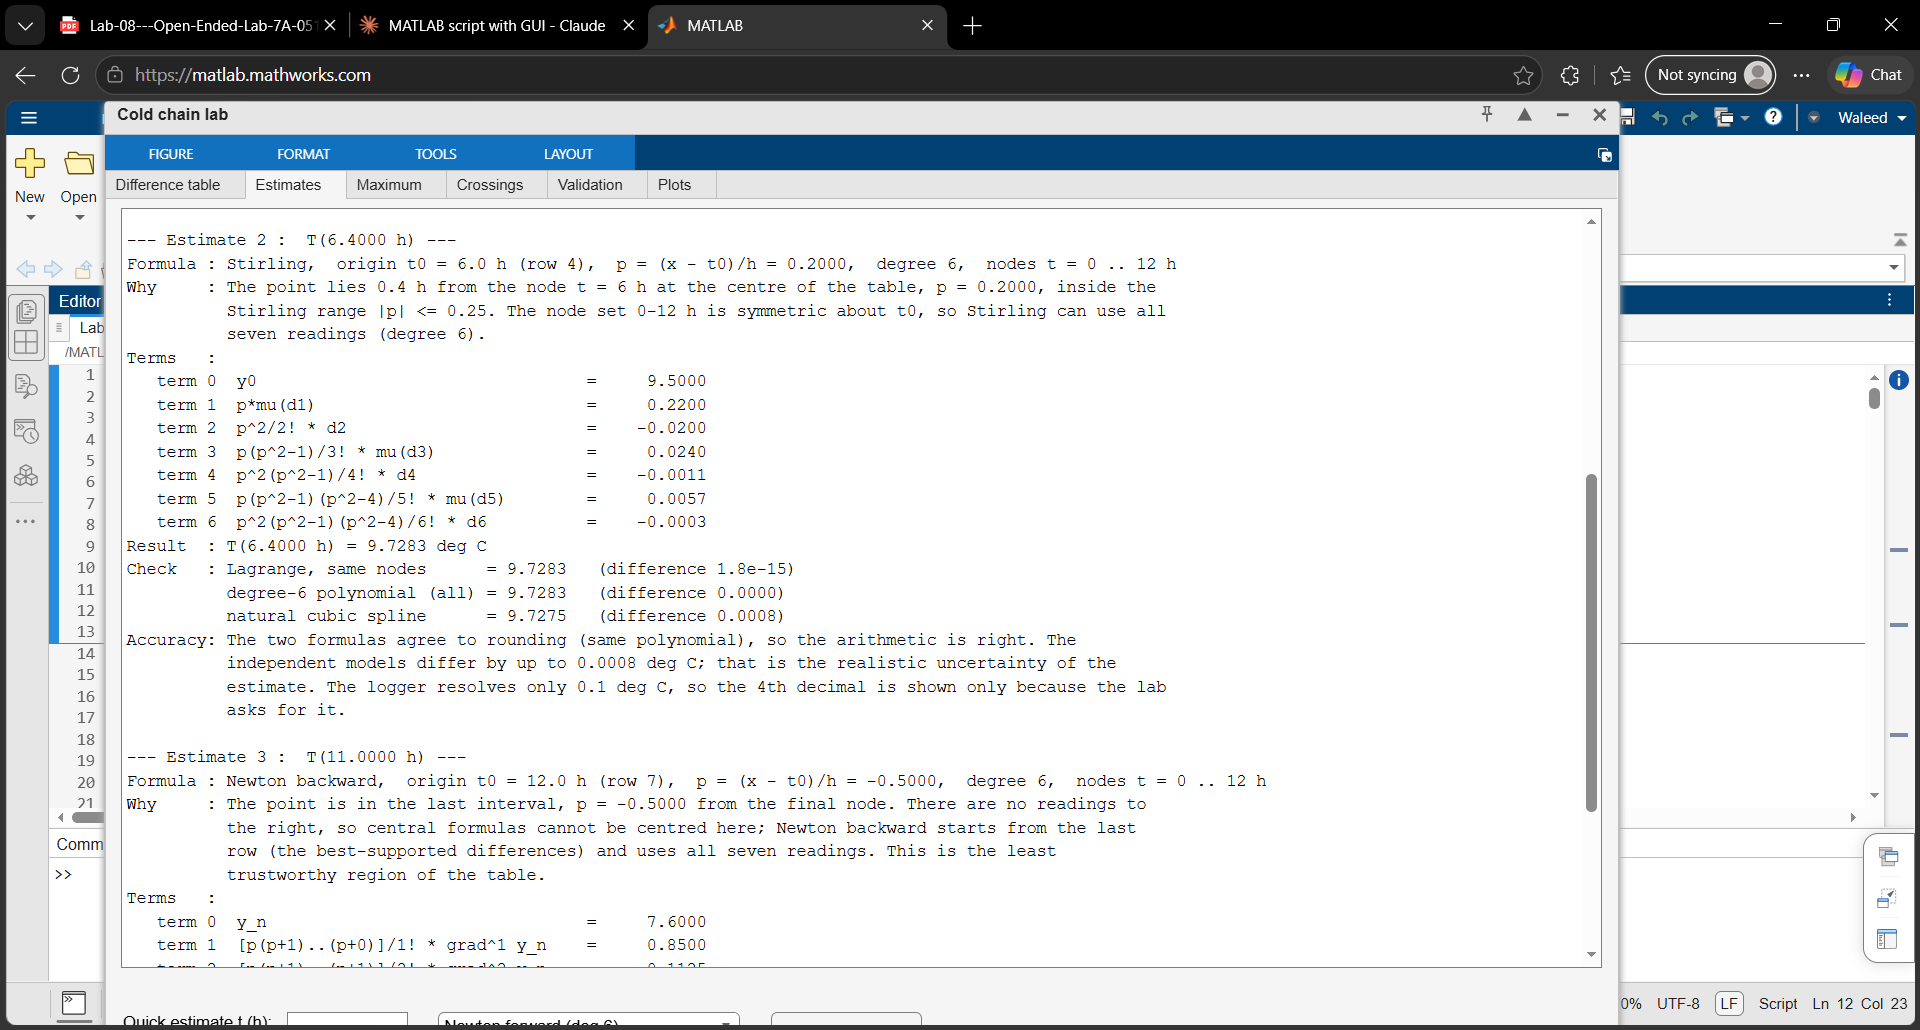 Lab-08---Open-Ended-Lab-7A-051
MATLAB script with GUI - Claude
MATLAB
https://matlab.mathworks.com
Not syncing
Chat
Cold chain lab
Waleed
FIGURE FORMAT TOOLS LAYOUT
New
Open
Difference table Estimates Maximum Crossings Validation Plots
Editor
Lab
/MATL
1
2
3
4
5
6
7
8
9
10
11
12
13
14
15
16
17
18
19
20
21
--- Estimate 2 : T(6.4000 h) ---
Formula : Stirling, origin t0 = 6.0 h (row 4), p = (x - t0)/h = 0.2000, degree 6, nodes t = 0 .. 12 h
Why : The point lies 0.4 h from the node t = 6 h at the centre of the table, p = 0.2000, inside the
Stirling range |p| <= 0.25. The node set 0-12 h is symmetric about t0, so Stirling can use all
seven readings (degree 6).
Terms :
term 0 y0 = 9.5000
term 1 p*mu(d1) = 0.2200
term 2 p^2/2! * d2 = -0.0200
term 3 p(p^2-1)/3! * mu(d3) = 0.0240
term 4 p^2(p^2-1)/4! * d4 = -0.0011
term 5 p(p^2-1)(p^2-4)/5! * mu(d5) = 0.0057
term 6 p^2(p^2-1)(p^2-4)/6! * d6 = -0.0003
Result : T(6.4000 h) = 9.7283 deg C
Check : Lagrange, same nodes = 9.7283 (difference 1.8e-15)
degree-6 polynomial (all) = 9.7283 (difference 0.0000)
natural cubic spline = 9.7275 (difference 0.0008)
Accuracy: The two formulas agree to rounding (same polynomial), so the arithmetic is right. The
independent models differ by up to 0.0008 deg C; that is the realistic uncertainty of the
estimate. The logger resolves only 0.1 deg C, so the 4th decimal is shown only because the lab
asks for it.
--- Estimate 3 : T(11.0000 h) ---
Formula : Newton backward, origin t0 = 12.0 h (row 7), p = (x - t0)/h = -0.5000, degree 6, nodes t = 0 .. 12 h
Why : The point is in the last interval, p = -0.5000 from the final node. There are no readings to
the right, so central formulas cannot be centred here; Newton backward starts from the last
row (the best-supported differences) and uses all seven readings. This is the least
trustworthy region of the table.
Terms :
term 0 y_n = 7.6000
term 1 [p(p+1)..(p+0)]/1! * grad^1 y_n = 0.8500
Comm
>>
Quick estimate t (h):
Newton forward (deg 6)
0% UTF-8 LF Script Ln 12 Col 23